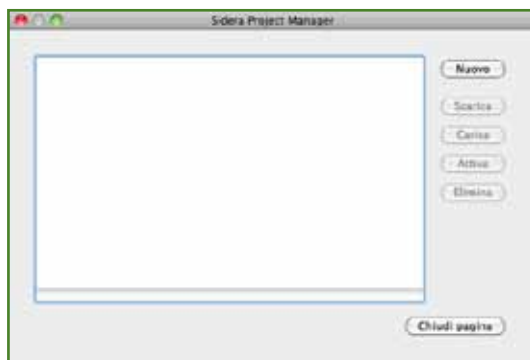 Sidera Project Manager
Nuovo
Scarica
Carica
Attiva
Elimina
Chiudi pagina